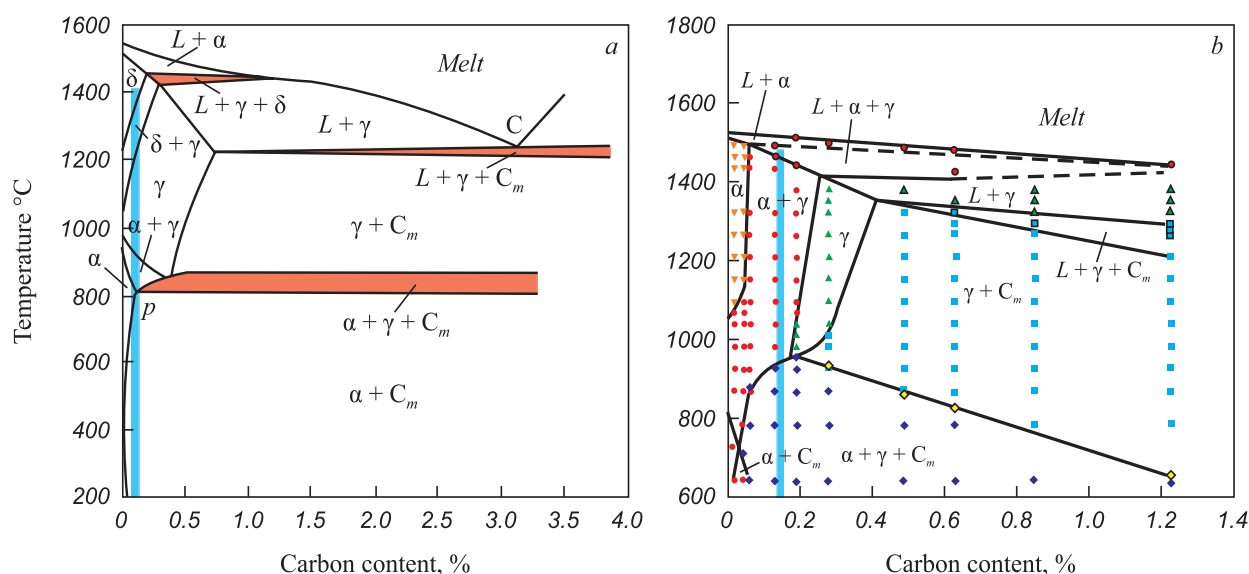 1600
1400
1200
1000
800
600
400
200
0
0.5
1.0
1.5
2.0
2.5
3.0
3.5
4.0
Temperature °C
Carbon content, %
a
L + α
Melt
δ
L + γ + δ
L + γ
C
δ + γ
L + γ + Cm
γ
α + γ
γ + Cm
α
p
α + γ + Cm
α + Cm
1800
1600
1400
1200
1000
800
600
0
0.2
0.4
0.6
0.8
1.0
1.2
1.4
Carbon content, %
b
L + α
L + α + γ
Melt
α
α + γ
L + γ
γ
L + γ + Cm
γ + Cm
α + Cm
α + γ + Cm